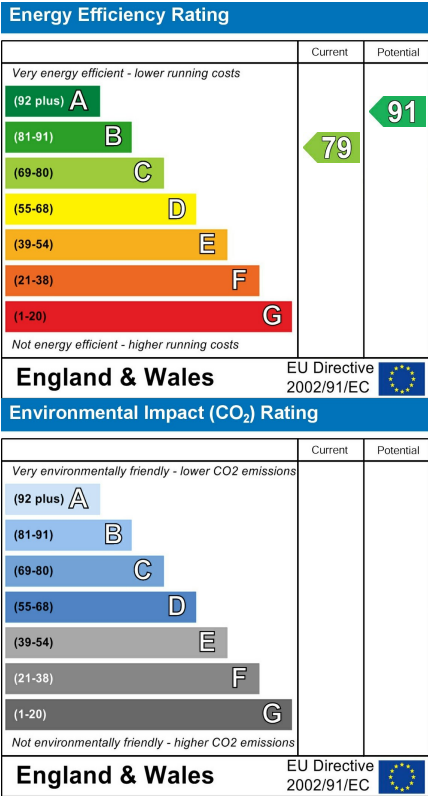 Energy Efficiency Rating
Current Potential
Very energy efficient - lower running costs
(92 plus) A
91
(81-91) B
79
(69-80) C
(55-68) D
(39-54) E
(21-38) F
(1-20) G
Not energy efficient - higher running costs
England & Wales
EU Directive
2002/91/EC
Environmental Impact (CO₂) Rating
Current Potential
Very environmentally friendly - lower CO2 emissions
(92 plus) A
(81-91) B
(69-80) C
(55-68) D
(39-54) E
(21-38) F
(1-20) G
Not environmentally friendly - higher CO2 emissions
England & Wales
EU Directive
2002/91/EC